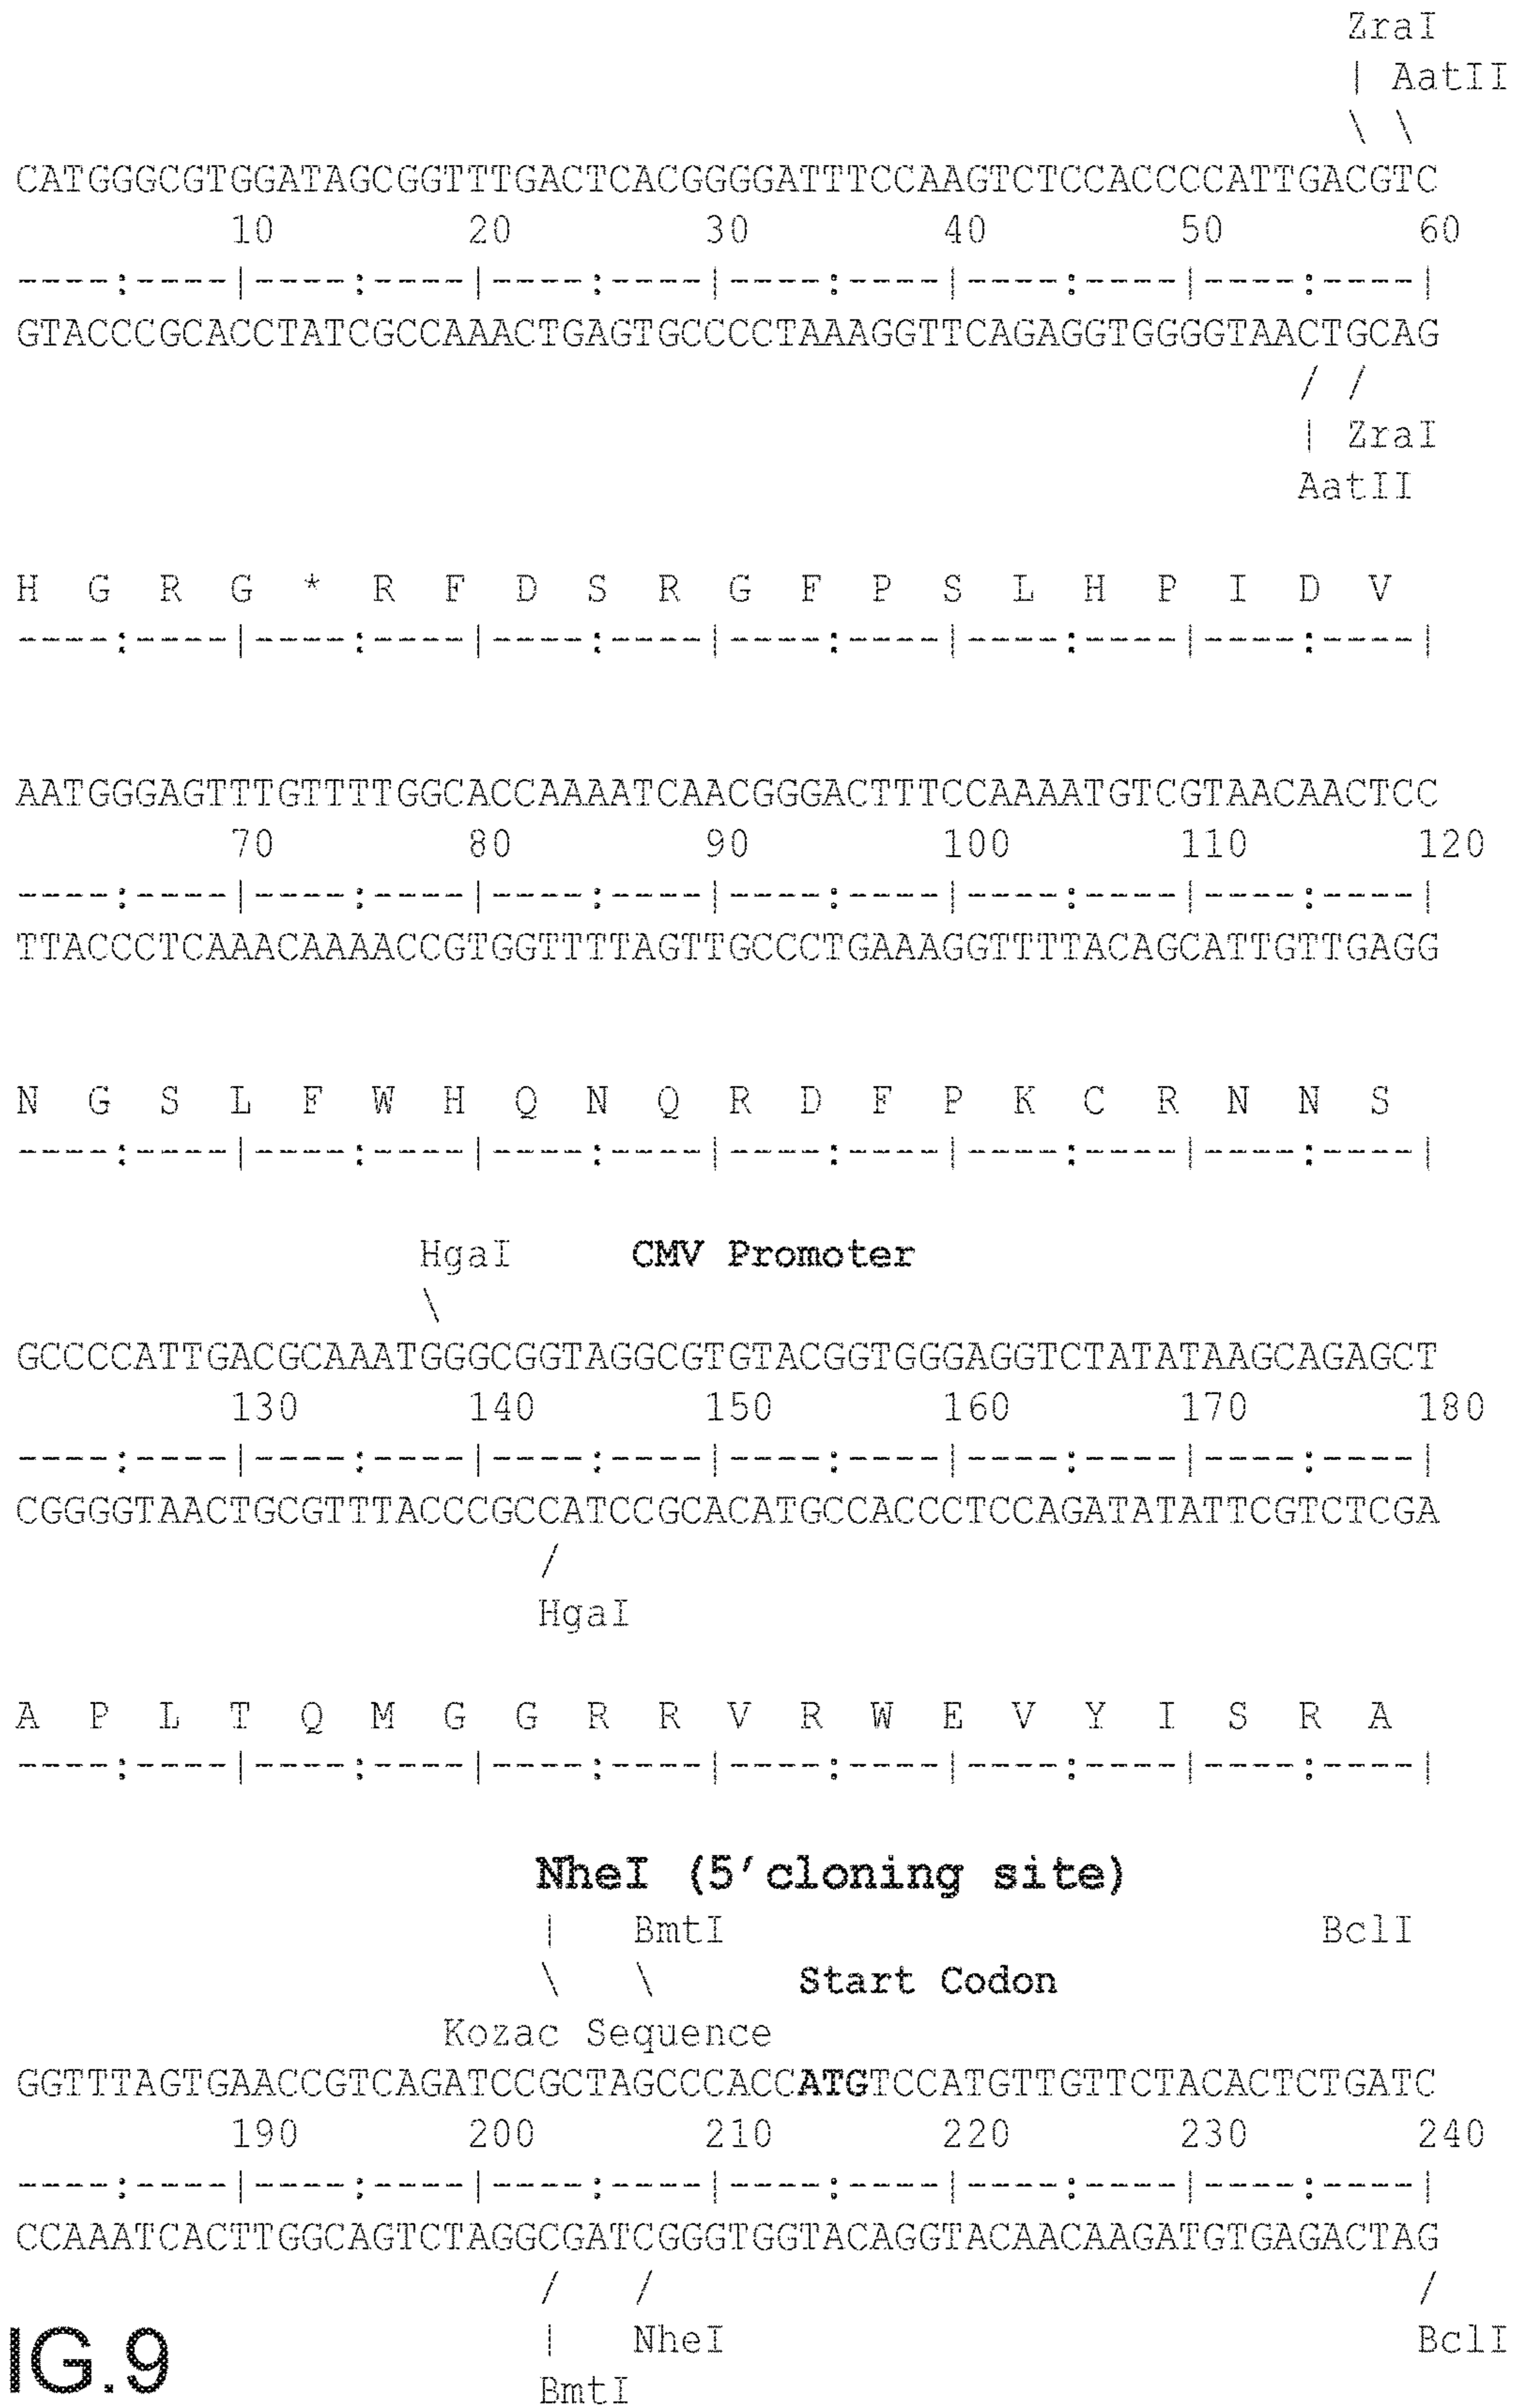 ZraI
| AatII
\ \
CATGGGCGTGGATAGCGGTTTGACTCACGGGGATTTCCAAGTCTCCACCCCATTGACGTC
10 20 30 40 50 60
----:----|----:----|----:----|----:----|----:----|----:----|
GTACCCGCACCTATCGCCAAACTGAGTGCCCCTAAAGGTTCAGAGGTGGGGTAACTGCAG
/ /
| ZraI
AatII
H G R G * R F D S R G F P S L H P I D V
----:----|----:----|----:----|----:----|----:----|----:----|
AATGGGAGTTTGTTTTGGCACCAAAATCAACGGGACTTTCCAAAATGTCGTAACAACTCC
70 80 90 100 110 120
----:----|----:----|----:----|----:----|----:----|----:----|
TTACCCTCAAACAAAACCGTGGTTTTAGTTGCCCTGAAAGGTTTTACAGCATTGTTGAGG
N G S L F W H Q N Q R D F P K C R N N S
----:----|----:----|----:----|----:----|----:----|----:----|
HgaI CMV Promoter
\
GCCCCATTGACGCAAATGGGCGGTAGGCGTGTACGGTGGGAGGTCTATATAAGCAGAGCT
130 140 150 160 170 180
----:----|----:----|----:----|----:----|----:----|----:----|
CGGGGTAACTGCGTTTACCCGCCATCCGCACATGCCACCCTCCAGATATATTCGTCTCGA
/
HgaI
A P L T Q M G G R R V R W E V Y I S R A
----:----|----:----|----:----|----:----|----:----|----:----|
NheI (5'cloning site)
| BmtI BclI
\ \ Start Codon
Kozac Sequence
GGTTTAGTGAACCGTCAGATCCGCTAGCCCACCATGTCCATGTTGTTCTACACTCTGATC
190 200 210 220 230 240
----:----|----:----|----:----|----:----|----:----|----:----|
CCAAATCACTTGGCAGTCTAGGCGATCGGGTGGTACAGGTACAACAAGATGTGAGACTAG
/ / /
| NheI BclI
BmtI
IG.9